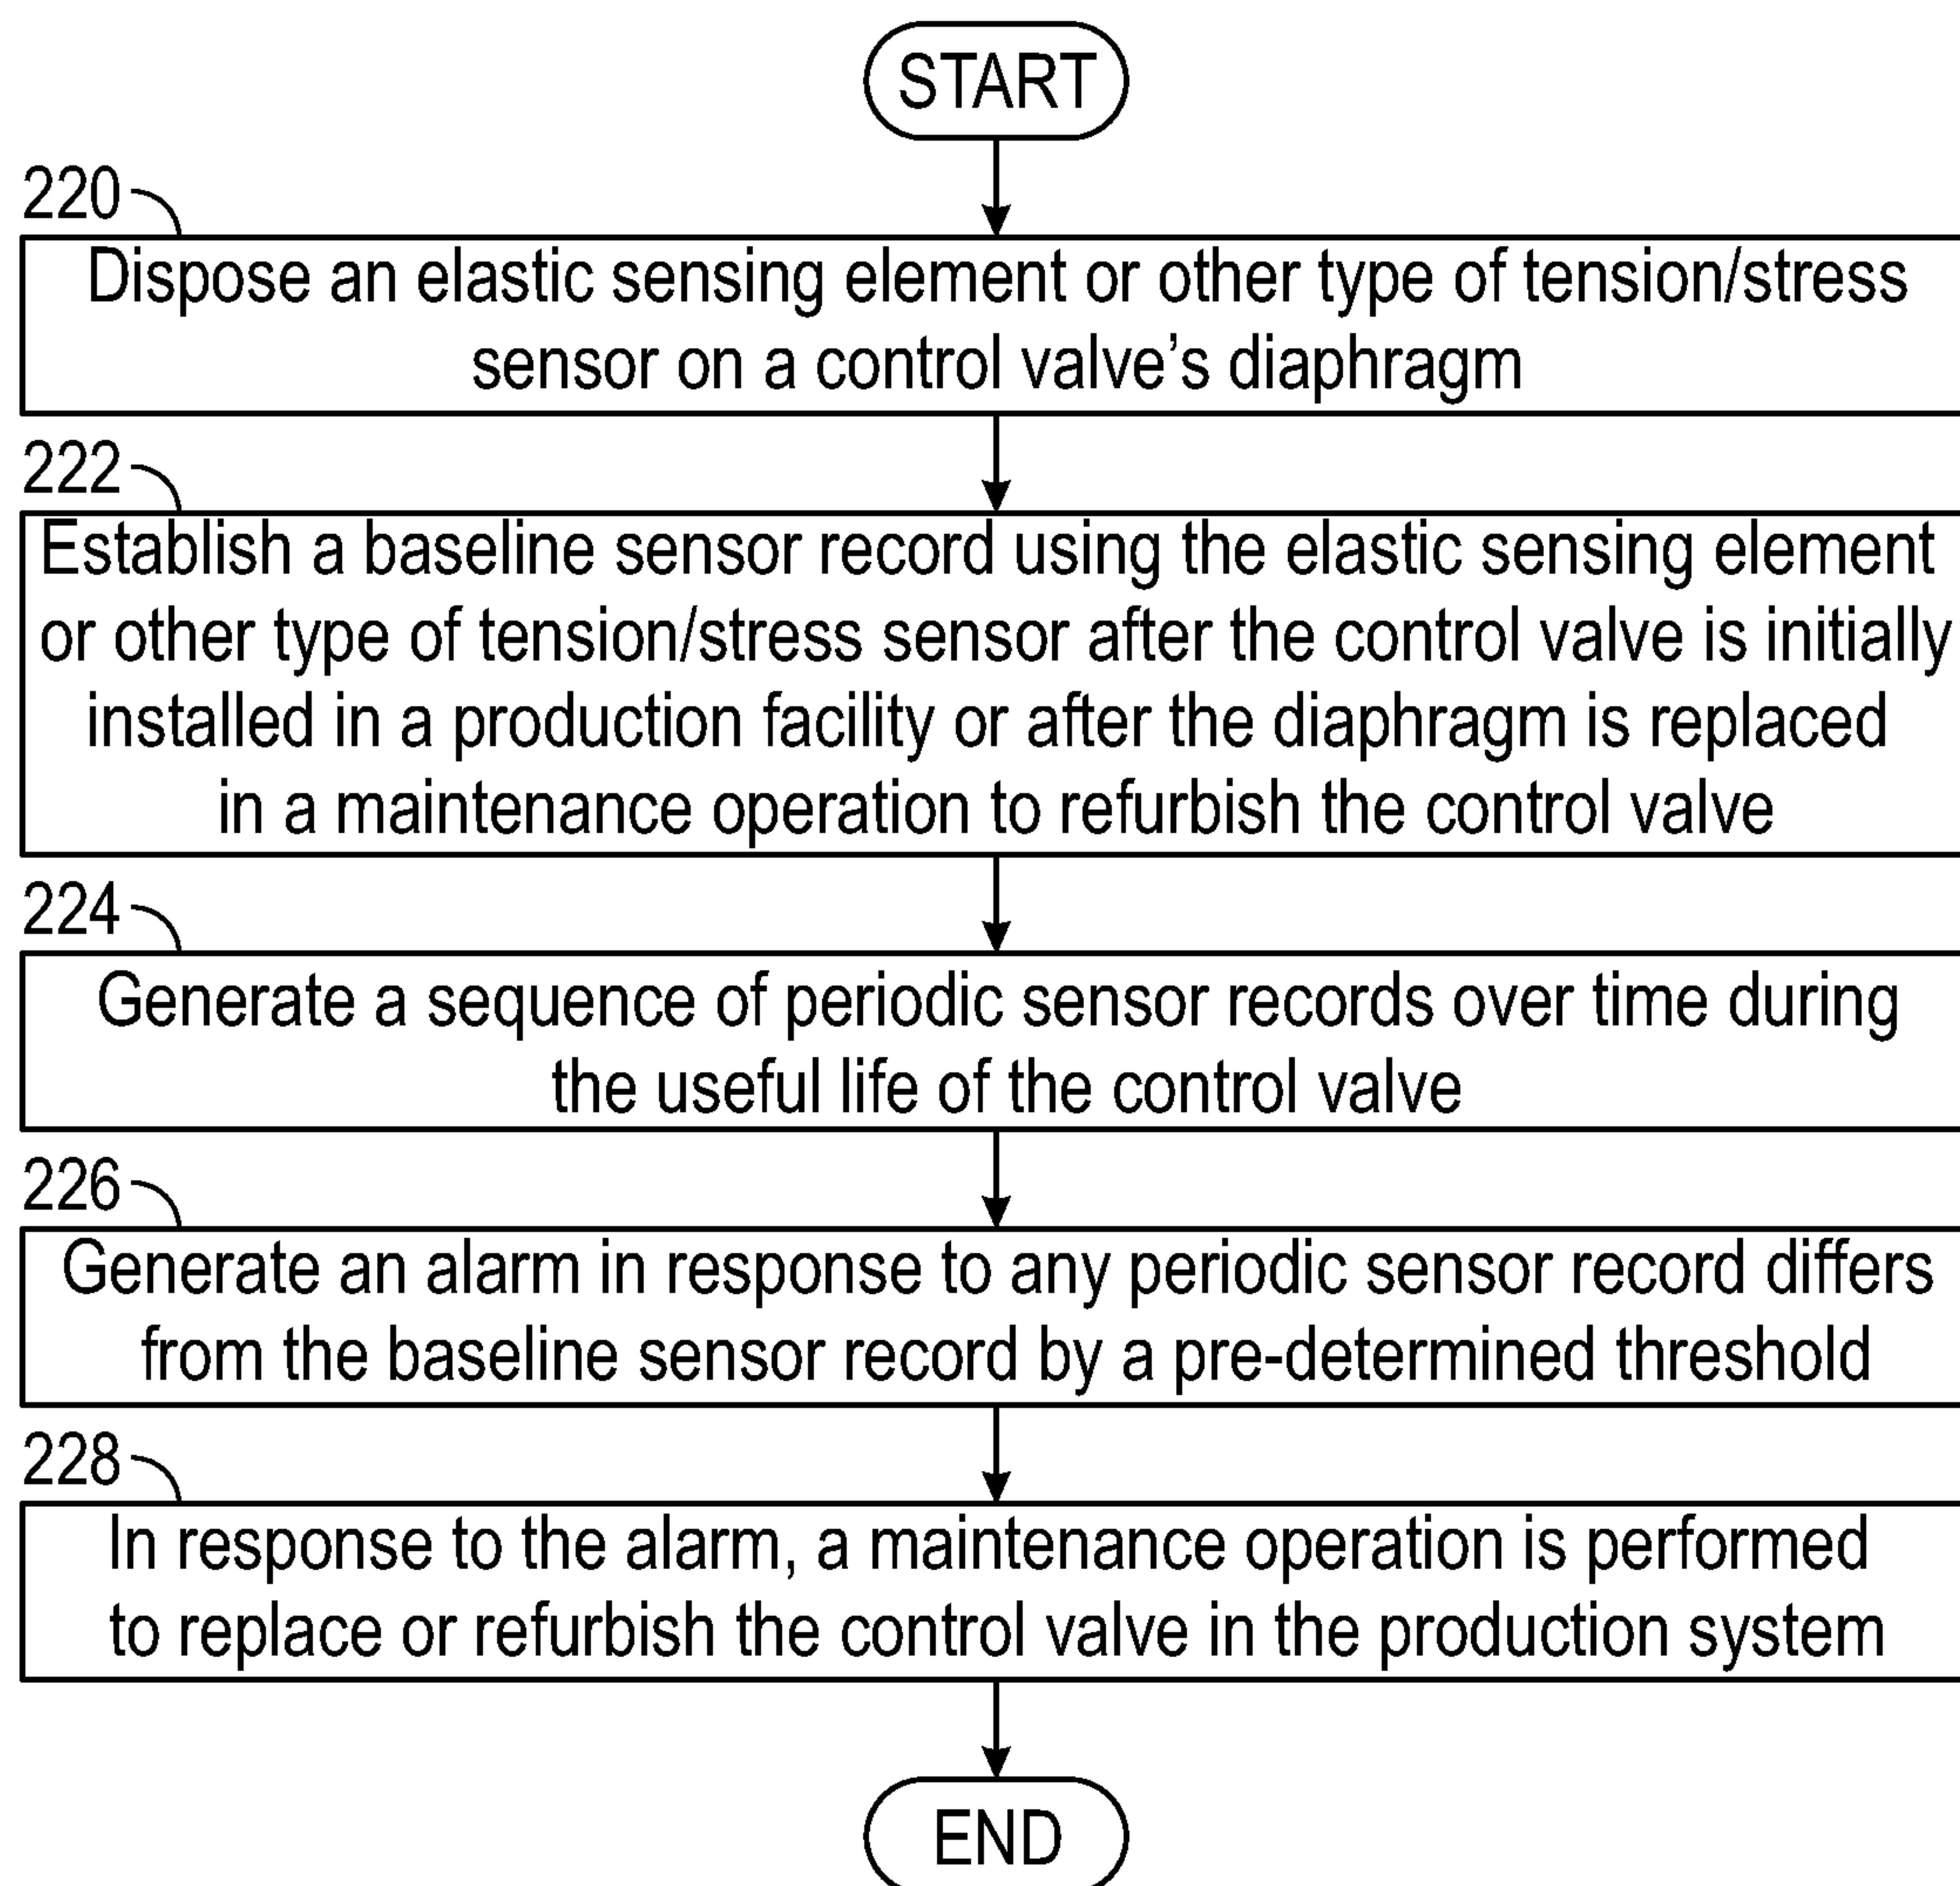 START
220
Dispose an elastic sensing element or other type of tension/stress
sensor on a control valve’s diaphragm
222
Establish a baseline sensor record using the elastic sensing element
or other type of tension/stress sensor after the control valve is initially
installed in a production facility or after the diaphragm is replaced
in a maintenance operation to refurbish the control valve
224
Generate a sequence of periodic sensor records over time during
the useful life of the control valve
226
Generate an alarm in response to any periodic sensor record differs
from the baseline sensor record by a pre-determined threshold
228
In response to the alarm, a maintenance operation is performed
to replace or refurbish the control valve in the production system
END